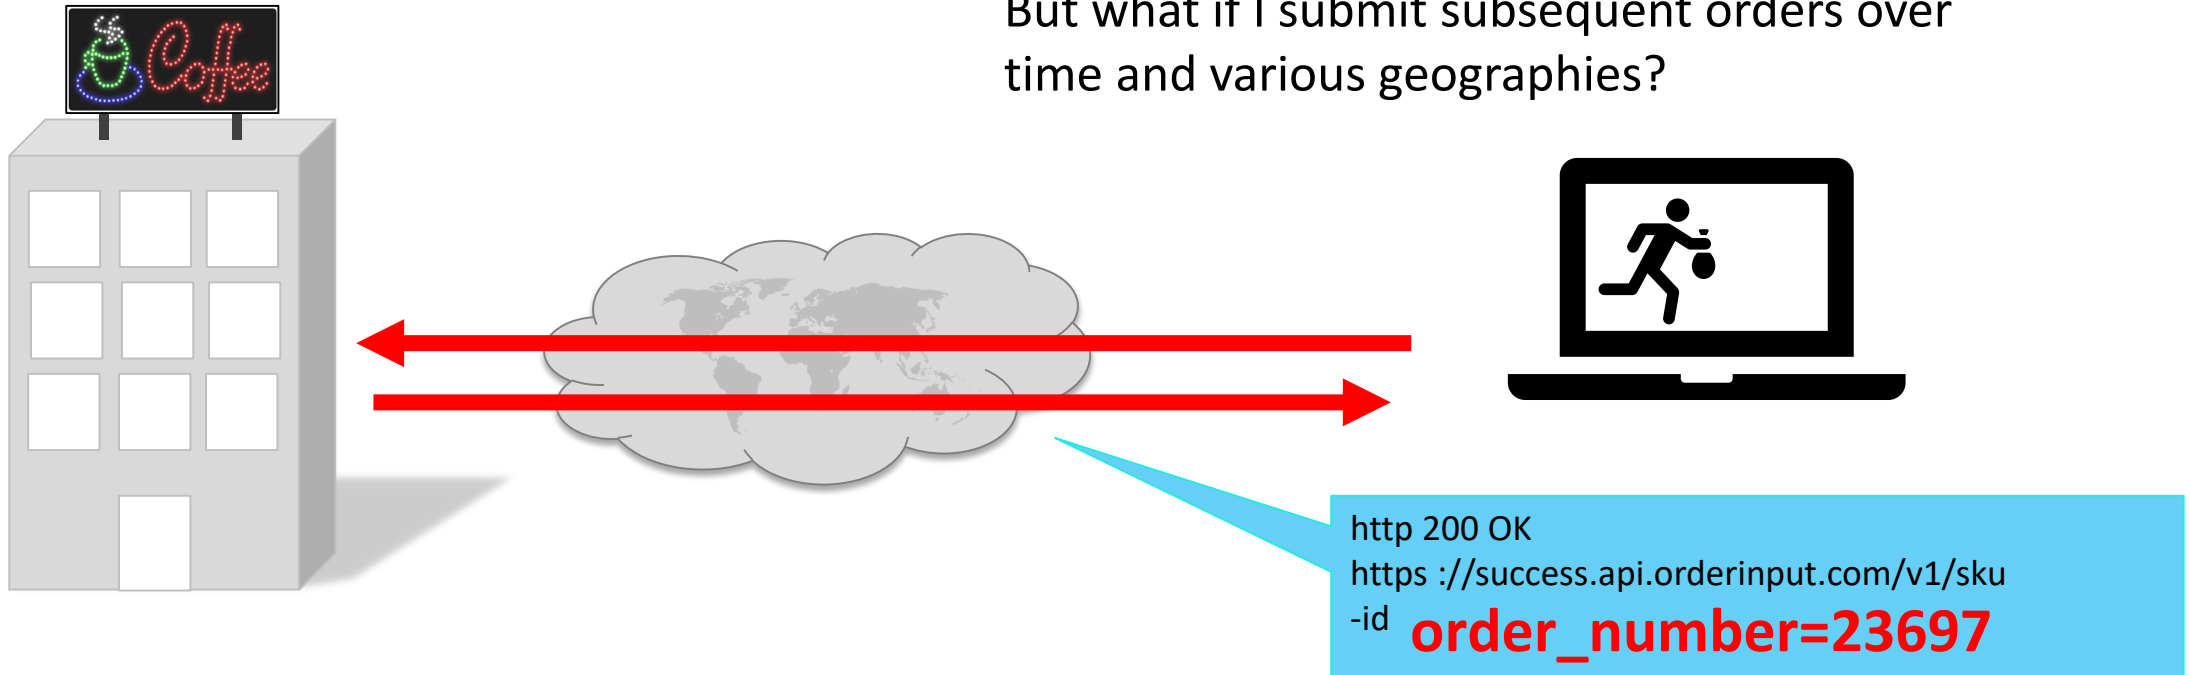 Coffee
But what if I submit subsequent orders over
time and various geographies?
http 200 OK
https ://success.api.orderinput.com/v1/sku
-id order_number=23697